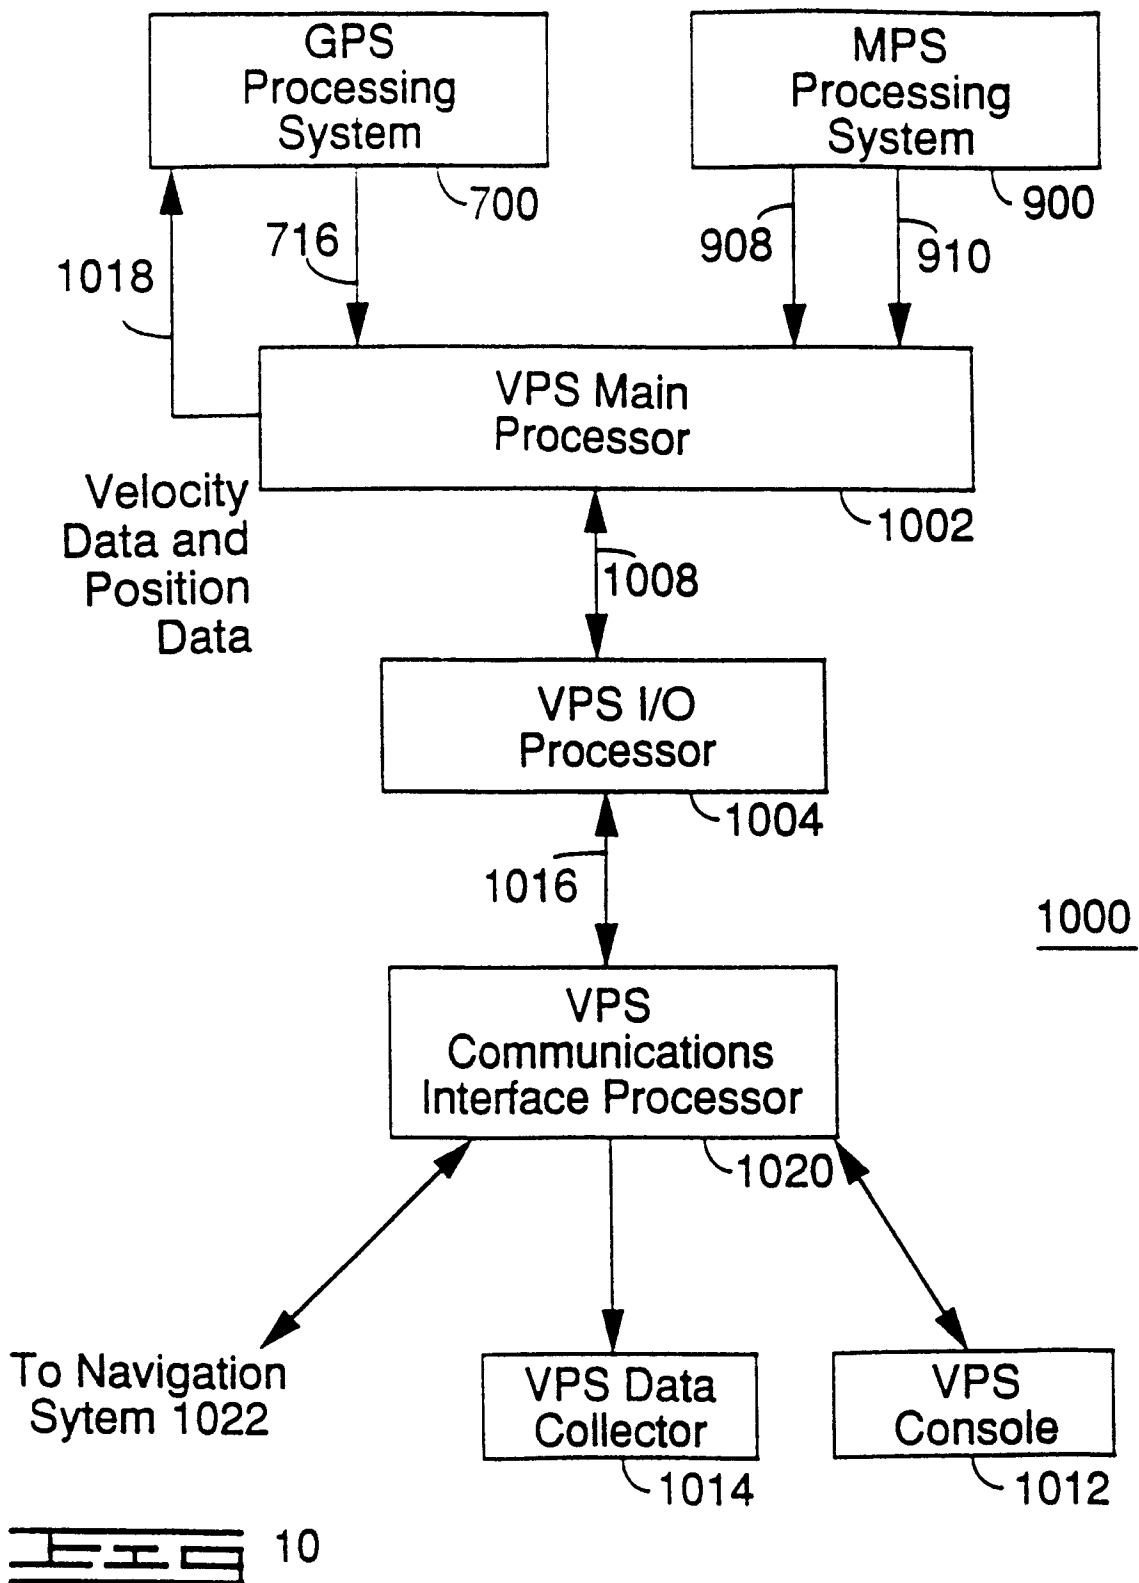 GPS
Processing
System
MPS
Processing
System
700
900
716
908
910
1018
VPS Main
Processor
Velocity
Data and
Position
Data
1002
1008
VPS I/O
Processor
1004
1016
1000
VPS
Communications
Interface Processor
1020
To Navigation
Sytem 1022
VPS Data
Collector
VPS
Console
1014
1012
FIG 10